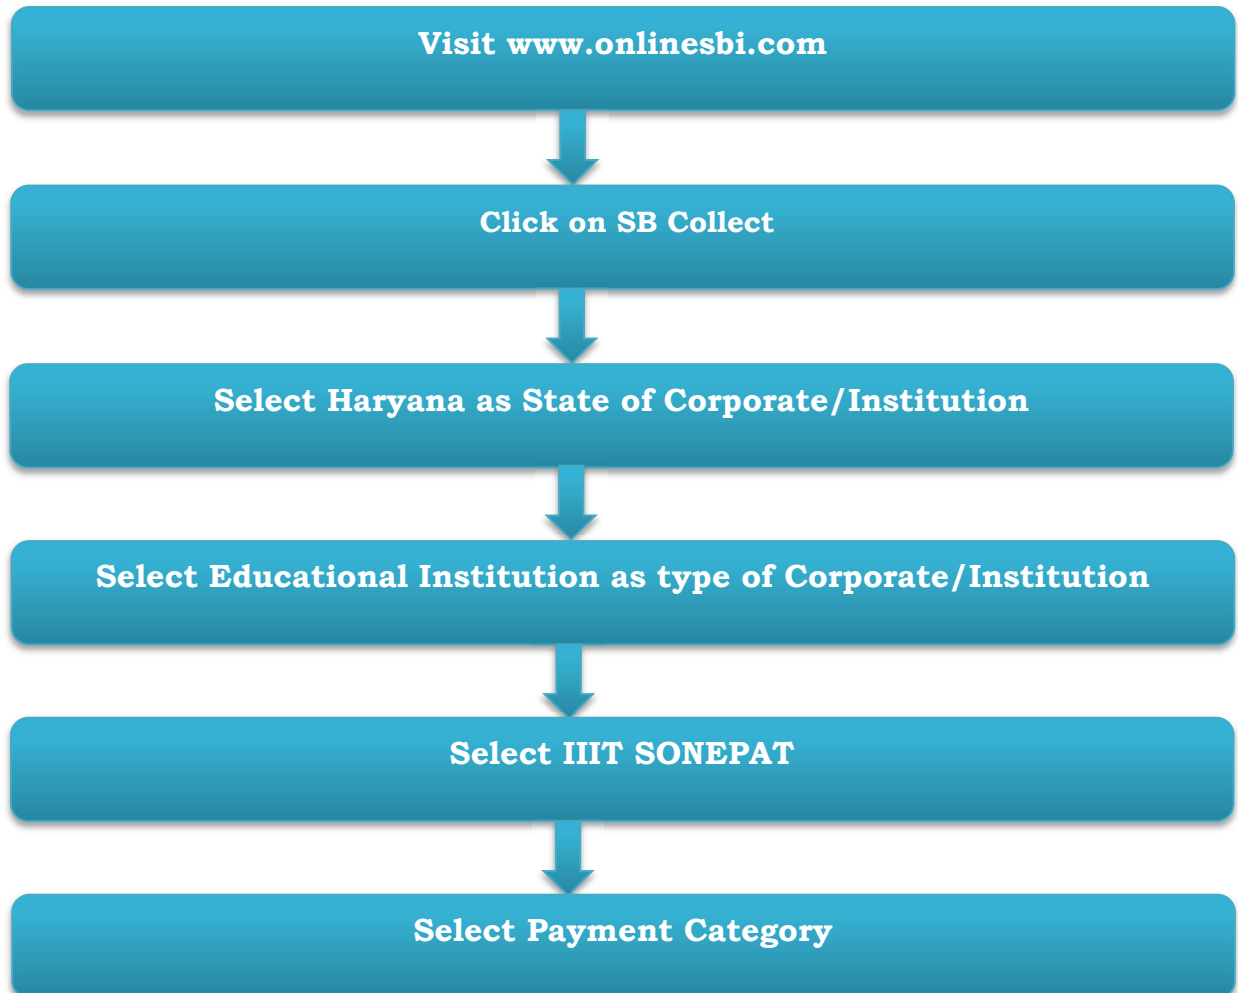 Visit www.onlinesbi.com
Click on SB Collect
Select Haryana as State of Corporate/Institution
Select Educational Institution as type of Corporate/Institution
Select IIIT SONEPAT
Select Payment Category